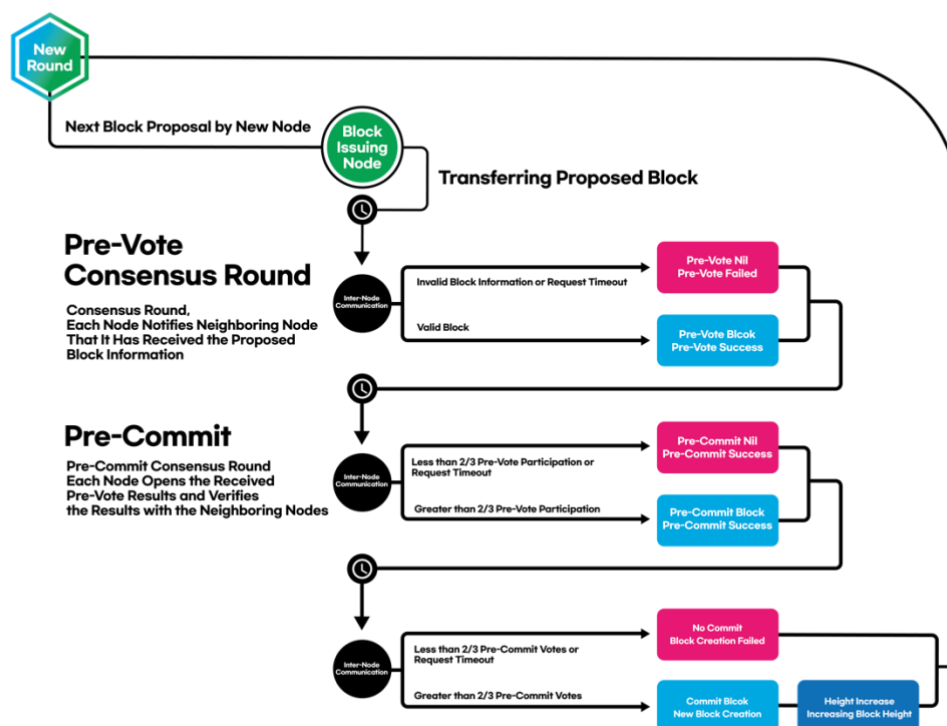 New
Round
Next Block Proposal by New Node
Block
Issuing
Node
Transferring Proposed Block
Pre-Vote
Consensus Round
Consensus Round,
Each Node Notifies Neighboring Node
That It Has Received the Proposed
Block Information
Inter-Node
Communication
Invalid Block Information or Request Timeout
Valid Block
Pre-Vote Nil
Pre-Vote Failed
Pre-Vote Blcok
Pre-Vote Success
Pre-Commit
Pre-Commit Consensus Round
Each Node Opens the Received
Pre-Vote Results and Verifies
the Results with the Neighboring Nodes
Inter-Node
Communication
Less than 2/3 Pre-Vote Participation or
Request Timeout
Greater than 2/3 Pre-Vote Participation
Pre-Commit Nil
Pre-Commit Success
Pre-Commit Block
Pre-Commit Success
Inter-Node
Communication
Less than 2/3 Pre-Commit Votes or
Request Timeout
Greater than 2/3 Pre-Commit Votes
No Commit
Block Creation Failed
Commit Blcok
New Block Creation
Height Increase
Increasing Block Height